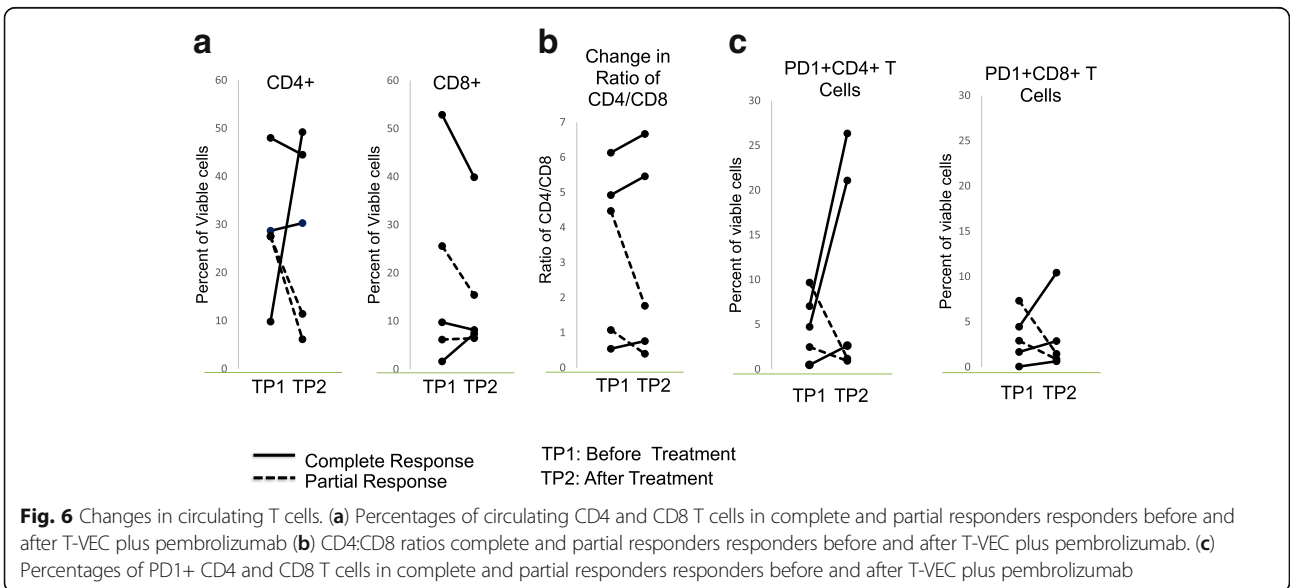 a
CD4+
Percent of Viable cells
60
50
40
30
20
10
0
TP1 TP2
CD8+
Percent of Viable cells
60
50
40
30
20
10
0
TP1 TP2
b
Change in
Ratio of
CD4/CD8
Ratio of CD4/CD8
7
6
5
4
3
2
1
0
TP1 TP2
c
PD1+CD4+ T
Cells
Percent of viable cells
30
25
20
15
10
5
0
TP1 TP2
PD1+CD8+ T
Cells
Percent of viable cells
30
25
20
15
10
5
0
TP1 TP2
Complete Response
Partial Response
TP1: Before Treatment
TP2: After Treatment
Fig. 6 Changes in circulating T cells. (a) Percentages of circulating CD4 and CD8 T cells in complete and partial responders responders before and
after T-VEC plus pembrolizumab (b) CD4:CD8 ratios complete and partial responders responders before and after T-VEC plus pembrolizumab. (c)
Percentages of PD1+ CD4 and CD8 T cells in complete and partial responders responders before and after T-VEC plus pembrolizumab